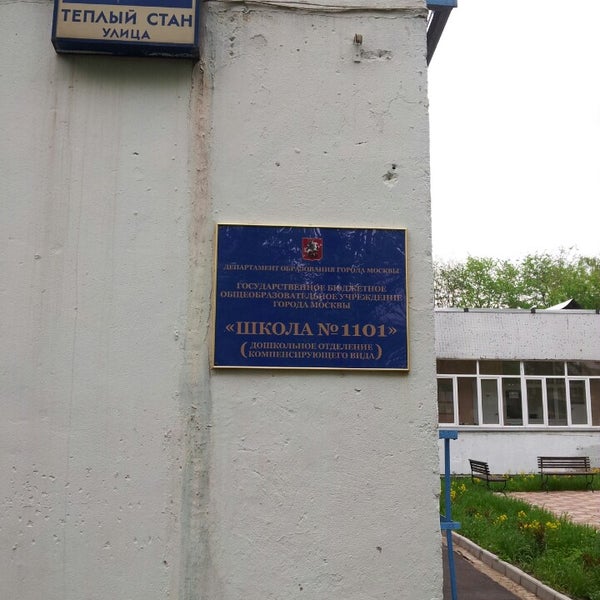 ТЕПЛЫЙ СТАН
УЛИЦА
ДЕПАРТАМЕНТ ОБРАЗОВАНИЯ ГОРОДА МОСКВЫ
ГОСУДАРСТВЕННОЕ БЮДЖЕТНОЕ
ОБЩЕОБРАЗОВАТЕЛЬНОЕ УЧРЕЖДЕНИЕ
ГОРОДА МОСКВЫ
«ШКОЛА №1101»
(ДОШКОЛЬНОЕ ОТДЕЛЕНИЕ
КОМПЕНСИРУЮЩЕГО ВИДА)